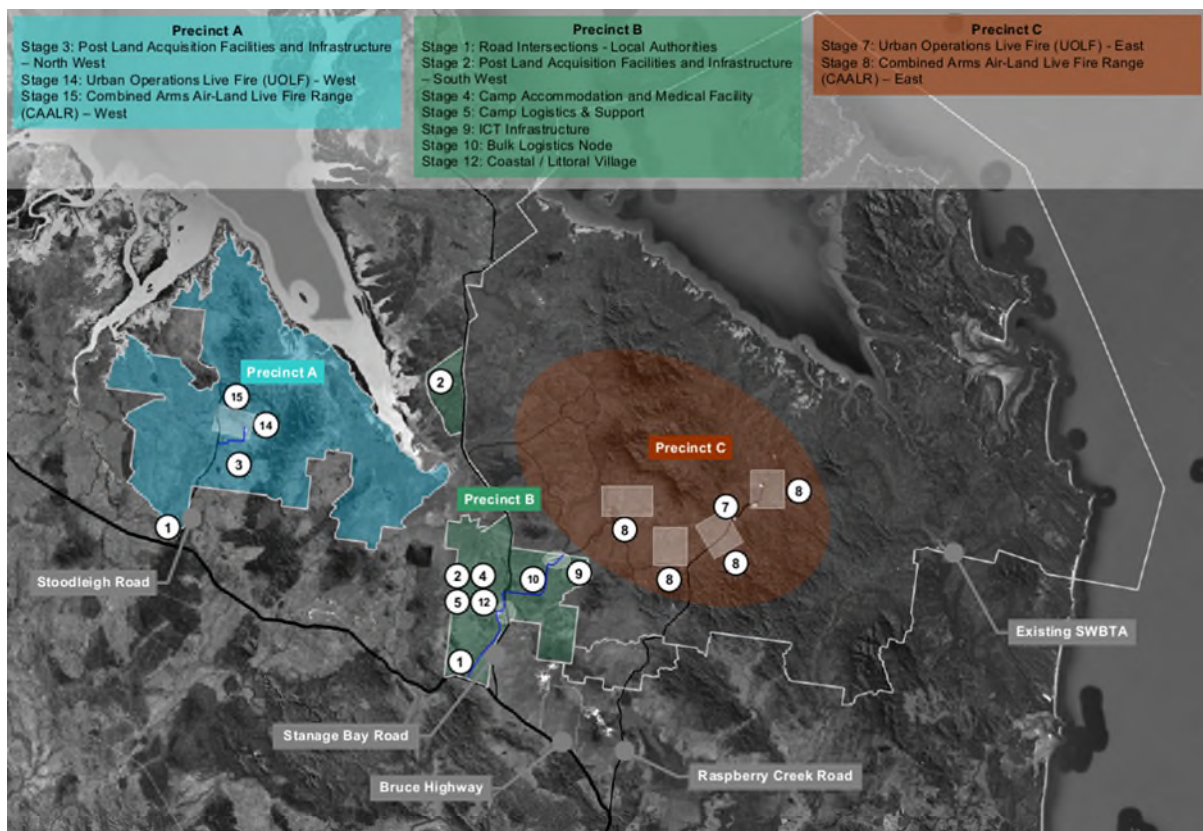 Precinct A
Stage 3: Post Land Acquisition Facilities and Infrastructure
– North West
Stage 14: Urban Operations Live Fire (UOLF) - West
Stage 15: Combined Arms Air-Land Live Fire Range
(CAALR) – West
Precinct B
Stage 1: Road Intersections - Local Authorities
Stage 2: Post Land Acquisition Facilities and Infrastructure
– South West
Stage 4: Camp Accommodation and Medical Facility
Stage 5: Camp Logistics & Support
Stage 9: ICT Infrastructure
Stage 10: Bulk Logistics Node
Stage 12: Coastal / Littoral Village
Precinct C
Stage 7: Urban Operations Live Fire (UOLF) - East
Stage 8: Combined Arms Air-Land Live Fire Range
(CAALR) – East
Precinct A
15
14
3
1
Stoodleigh Road
2
Precinct B
2 4
5 12
10
9
1
Stanage Bay Road
Bruce Highway
Raspberry Creek Road
Precinct C
8
7
8
8
8
Existing SWBTA